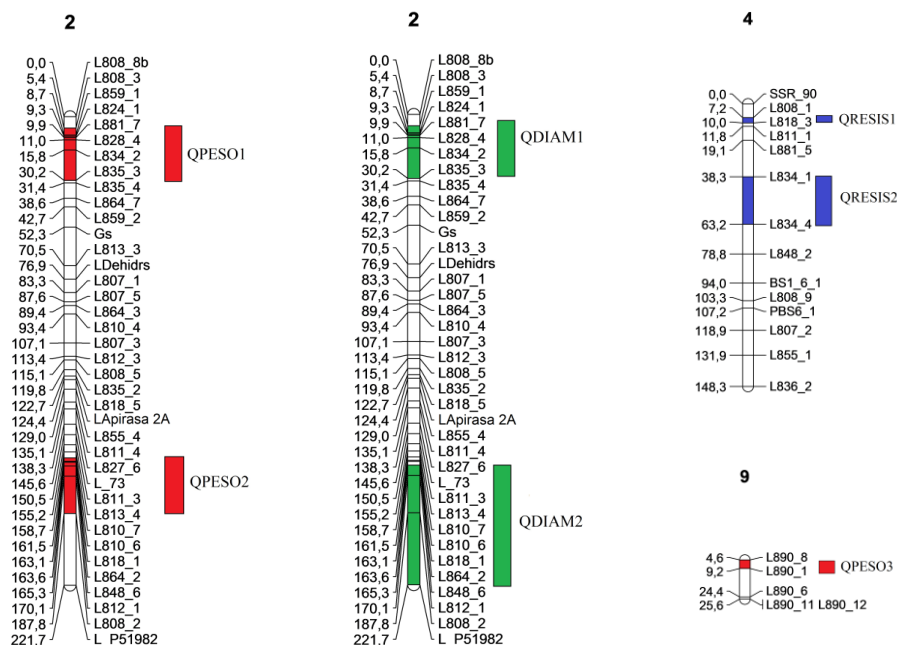 2
0,0 L808_8b
5,4 L808_3
8,7 L859_1
9,3 L824_1
9,9 L881_7
11,0 L828_4
15,8 L834_2
30,2 L835_3
31,4 L835_4
38,6 L864_7
42,7 L859_2
52,3 Gs
70,5 L813_3
76,9 LDehidrs
83,3 L807_1
87,6 L807_5
89,4 L864_3
93,4 L810_4
107,1 L807_3
113,4 L812_3
115,1 L808_5
119,8 L835_2
122,7 L818_5
124,4 LApirasa 2A
129,0 L855_4
135,1 L811_4
138,3 L827_6
145,6 L_73
150,5 L811_3
155,2 L813_4
158,7 L810_7
161,5 L810_6
163,1 L818_1
163,6 L864_2
165,3 L848_6
170,1 L812_1
187,8 L808_2
221,7 L_P51982
QPESO1
QPESO2
2
0,0 L808_8b
5,4 L808_3
8,7 L859_1
9,3 L824_1
9,9 L881_7
11,0 L828_4
15,8 L834_2
30,2 L835_3
31,4 L835_4
38,6 L864_7
42,7 L859_2
52,3 Gs
70,5 L813_3
76,9 LDehidrs
83,3 L807_1
87,6 L807_5
89,4 L864_3
93,4 L810_4
107,1 L807_3
113,4 L812_3
115,1 L808_5
119,8 L835_2
122,7 L818_5
124,4 LApirasa 2A
129,0 L855_4
135,1 L811_4
138,3 L827_6
145,6 L_73
150,5 L811_3
155,2 L813_4
158,7 L810_7
161,5 L810_6
163,1 L818_1
163,6 L864_2
165,3 L848_6
170,1 L812_1
187,8 L808_2
221,7 L_P51982
QDIAM1
QDIAM2
4
0,0 SSR_90
7,2 L808_1
10,0 L818_3
11,8 L811_1
19,1 L881_5
38,3 L834_1
63,2 L834_4
78,8 L848_2
94,0 BS1_6_1
103,3 L808_9
107,2 PBS6_1
118,9 L807_2
131,9 L855_1
148,3 L836_2
QRESIS1
QRESIS2
9
4,6 L890_8
9,2 L890_1
24,4 L890_6
25,6 L890_11 L890_12
QPESO3